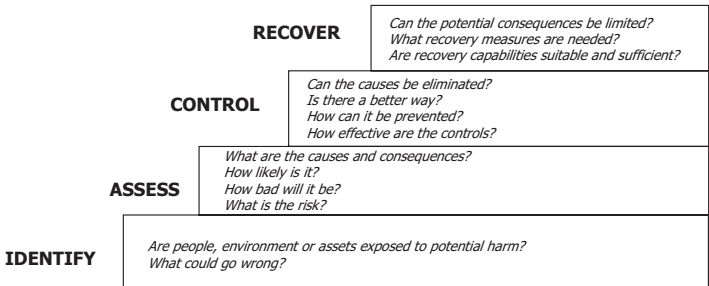 RECOVER
Can the potential consequences be limited?
What recovery measures are needed?
Are recovery capabilities suitable and sufficient?
CONTROL
Can the causes be eliminated?
Is there a better way?
How can it be prevented?
How effective are the controls?
ASSESS
What are the causes and consequences?
How likely is it?
How bad will it be?
What is the risk?
IDENTIFY
Are people, environment or assets exposed to potential harm?
What could go wrong?